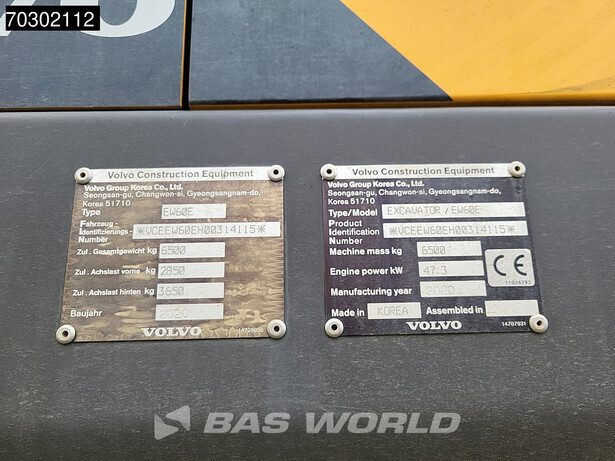 70302112
Volvo Construction Equipment
Volvo Group Korea Co., Ltd.
Seongsan-gu, Changwon-si, Gyeongsangnam-do,
Korea 51710
Type EW60E
Fahrzeug-
Identifizierungs- *VCEEW60EH00314115*
Number
Zul. Gesamtgewicht kg 6500
Zul. Achslast vorne kg 2850
Zul. Achslast hinten kg 3650
Baujahr 2020
VOLVO
Volvo Construction Equipment
Volvo Group Korea Co., Ltd.
Seongsan-gu, Changwon-si, Gyeongsangnam-do,
Korea 51710
Type/Model EXCAVATOR /EW60E
Product
Identification *VCEEW60EH00314115*
Number
Machine mass kg 6500
Engine power kW 47.3
CE
11026782
Manufacturing year 2020
Made in KOREA Assembled in
VOLVO 14707931
BAS WORLD